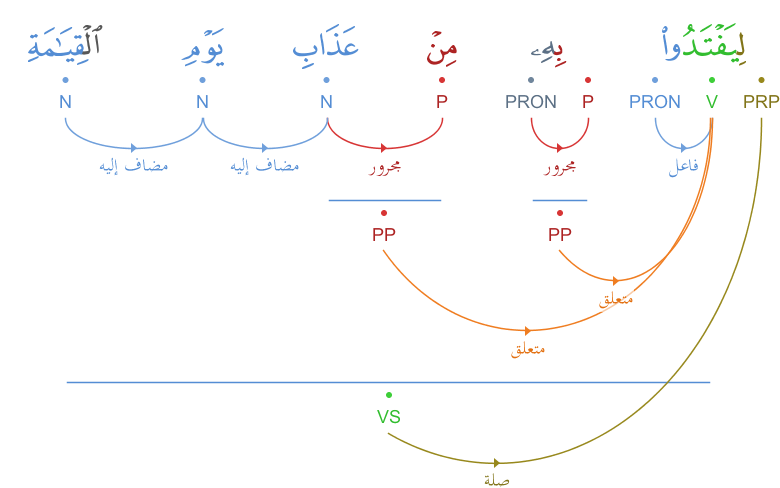 لِيَفْتَدُوا۟ بِهِۦ مِنْ عَذَابِ يَوْمِ ٱلْقِيَـٰمَةِ
PRP V PRON P PRON P N N N
فاعل مجرور مجرور مضاف إليه مضاف إليه
PP PP
متعلق
متعلق
VS
صلة